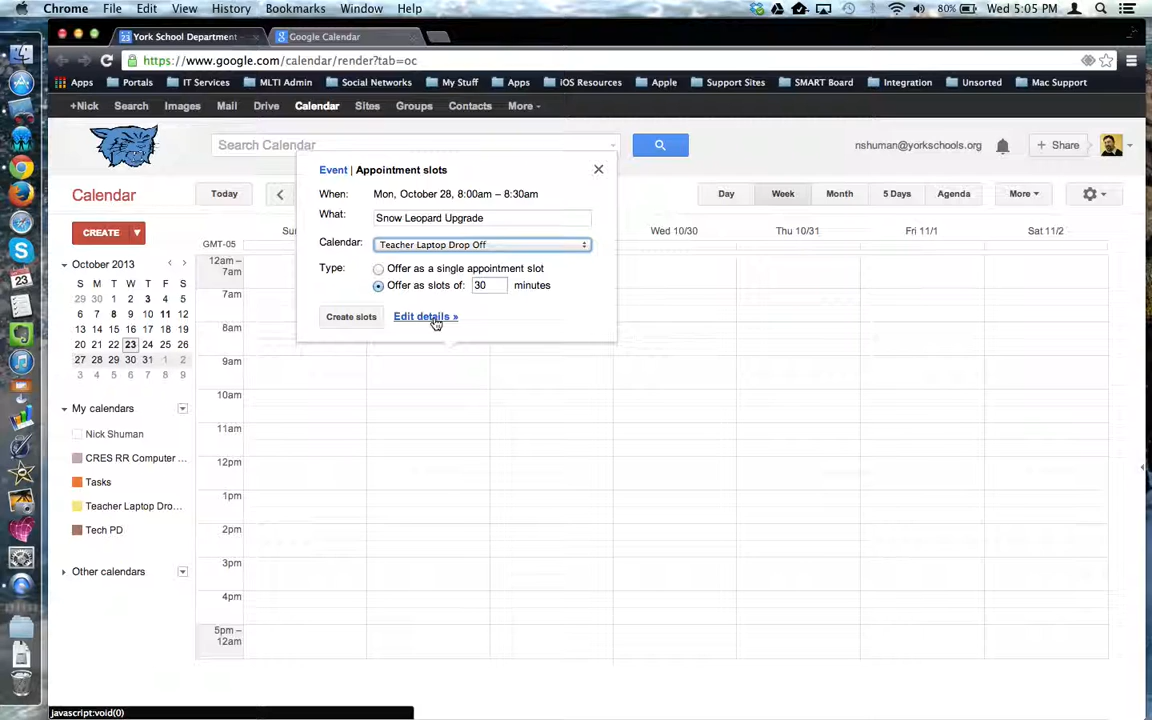 Chrome File Edit View History Bookmarks Window Help 80% Wed 5:05 PM
23 York School Department Google Calendar
https://www.google.com/calendar/render?tab=oc
Apps Portals IT Services MLTI Admin Social Networks My Stuff Apps iOS Resources Apple Support Sites SMART Board Integration Unsorted Mac Support
+Nick Search Images Mail Drive Calendar Sites Groups Contacts More
Search Calendar nshuman@yorkschools.org + Share
Event | Appointment slots
When: Mon, October 28, 8:00am – 8:30am
What: Snow Leopard Upgrade
Calendar: Teacher Laptop Drop Off
Type: Offer as a single appointment slot
Offer as slots of: 30 minutes
Create slots Edit details »
Calendar Today Day Week Month 5 Days Agenda More
CREATE
GMT-05 Su Wed 10/30 Thu 10/31 Fri 11/1 Sat 11/2
October 2013
S M T W T F S
29 30 1 2 3 4 5
6 7 8 9 10 11 12
13 14 15 16 17 18 19
20 21 22 23 24 25 26
27 28 29 30 31 1 2
3 4 5 6 7 8 9
My calendars
Nick Shuman
CRES RR Computer ...
Tasks
Teacher Laptop Dro...
Tech PD
Other calendars
12am –
7am
7am
8am
9am
10am
11am
12pm
1pm
2pm
3pm
4pm
5pm –
12am
23
javascript:void(0)